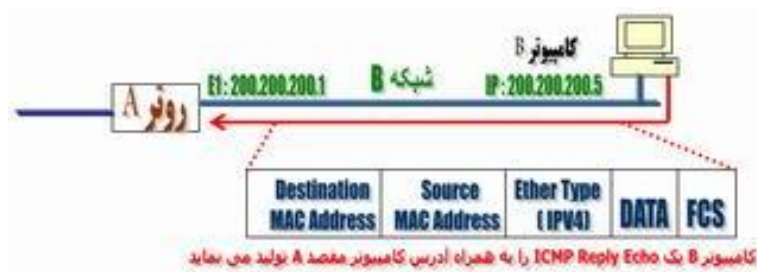 کامپیوتر B
E1: 200.200.200.1 شبکه B IP: 200.200.200.5
روتر A
Destination MAC Address
Source MAC Address
Ether Type (IPV4)
DATA
FCS
کامپیوتر B یک ICMP Reply Echo را به همراه آدرس کامپیوتر مقصد A تولید می نماید